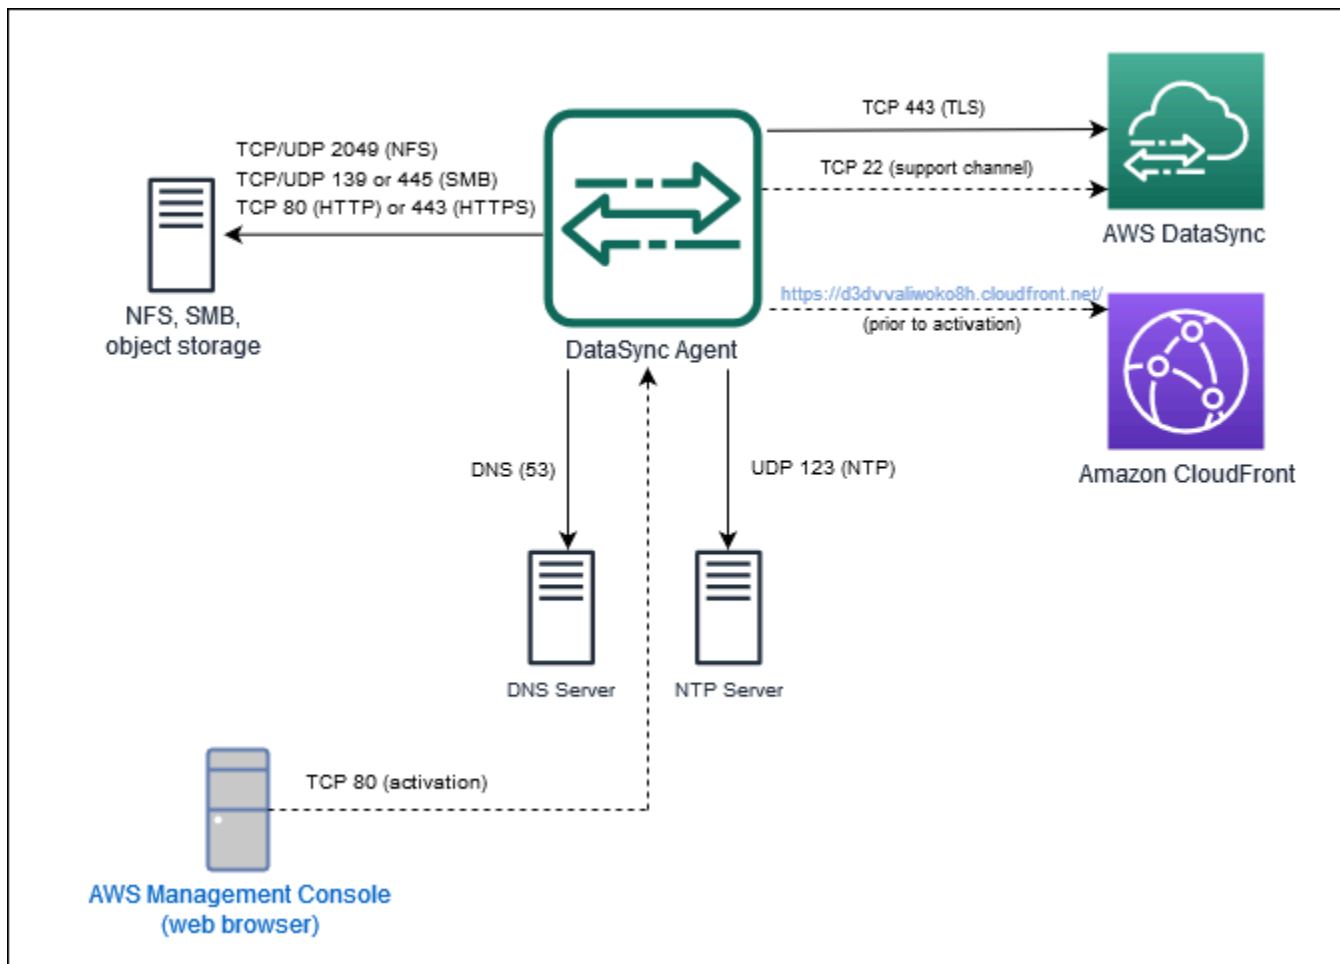 TCP 443 (TLS)
TCP/UDP 2049 (NFS)
TCP/UDP 139 or 445 (SMB)
TCP 80 (HTTP) or 443 (HTTPS)
TCP 22 (support channel)
AWS DataSync
NFS, SMB,
object storage
DataSync Agent
https://d3dvvaliwoko8h.cloudfront.net/
(prior to activation)
Amazon CloudFront
DNS (53)
UDP 123 (NTP)
DNS Server
NTP Server
TCP 80 (activation)
AWS Management Console
(web browser)